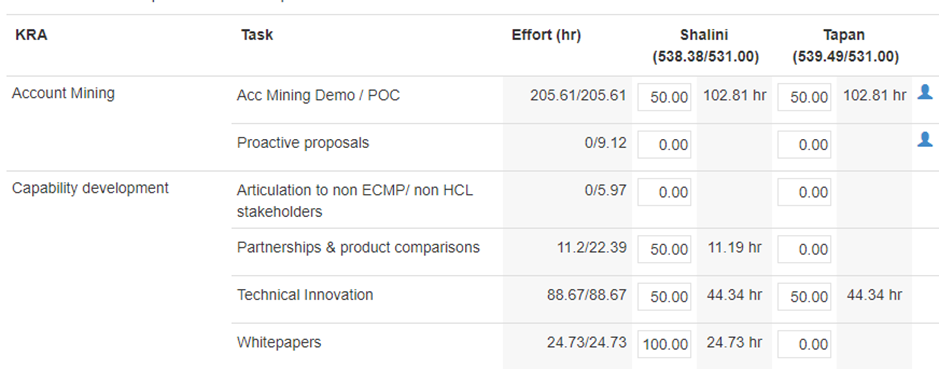 KRA Task Effort (hr) Shalini Tapan
(538.38/531.00) (539.49/531.00)
Account Mining Acc Mining Demo / POC 205.61/205.61 50.00 102.81 hr 50.00 102.81 hr
Proactive proposals 0/9.12 0.00 0.00
Capability development Articulation to non ECMP/ non HCL 0/5.97 0.00 0.00
stakeholders
Partnerships & product comparisons 11.2/22.39 50.00 11.19 hr 0.00
Technical Innovation 88.67/88.67 50.00 44.34 hr 50.00 44.34 hr
Whitepapers 24.73/24.73 100.00 24.73 hr 0.00